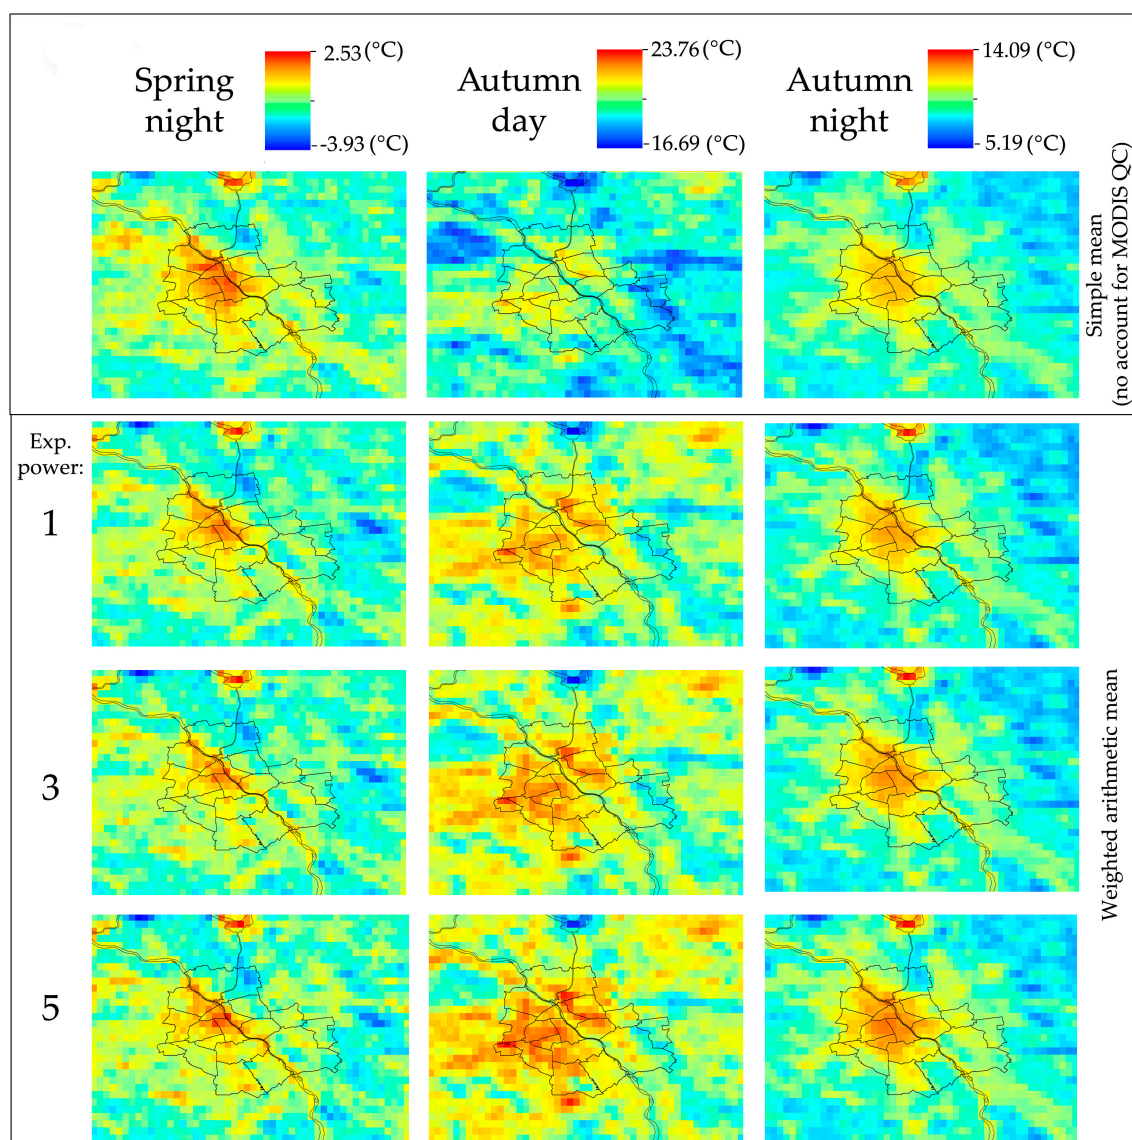 Spring
night
2.53 (°C)
-3.93 (°C)
Autumn
day
23.76 (°C)
16.69 (°C)
Autumn
night
14.09 (°C)
5.19 (°C)
Simple mean
(no account for MODIS QC)
Exp.
power:
1
3
5
Weighted arithmetic mean